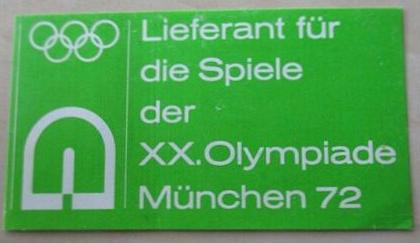 Lieferant für
die Spiele
der
XX.Olympiade
München 72